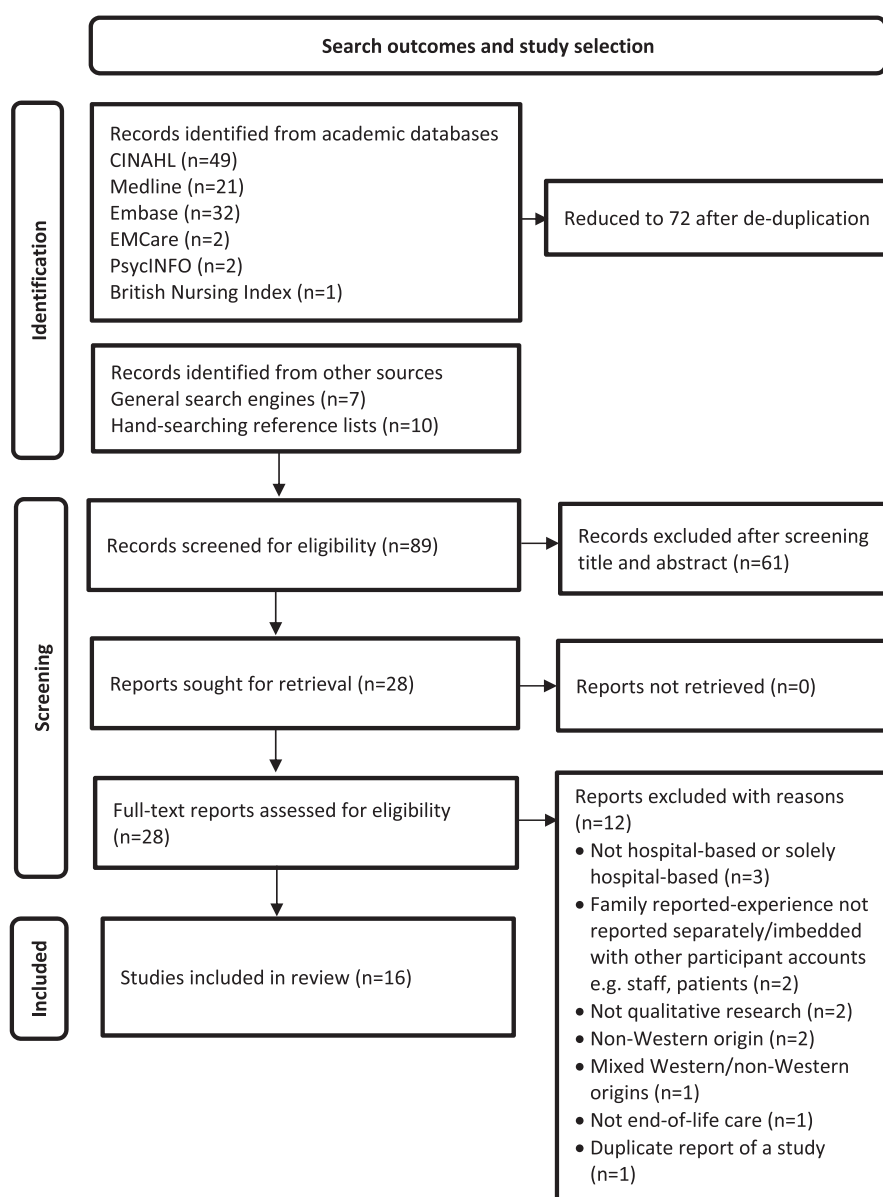 Search outcomes and study selection
Identification
Records identified from academic databases
CINAHL (n=49)
Medline (n=21)
Embase (n=32)
EMCare (n=2)
PsycINFO (n=2)
British Nursing Index (n=1)
Reduced to 72 after de-duplication
Records identified from other sources
General search engines (n=7)
Hand-searching reference lists (n=10)
Screening
Records screened for eligibility (n=89)
Records excluded after screening
title and abstract (n=61)
Reports sought for retrieval (n=28)
Reports not retrieved (n=0)
Full-text reports assessed for eligibility
(n=28)
Reports excluded with reasons
(n=12)
• Not hospital-based or solely
hospital-based (n=3)
• Family reported-experience not
reported separately/imbedded
with other participant accounts
e.g. staff, patients (n=2)
• Not qualitative research (n=2)
• Non-Western origin (n=2)
• Mixed Western/non-Western
origins (n=1)
• Not end-of-life care (n=1)
• Duplicate report of a study
(n=1)
Included
Studies included in review (n=16)